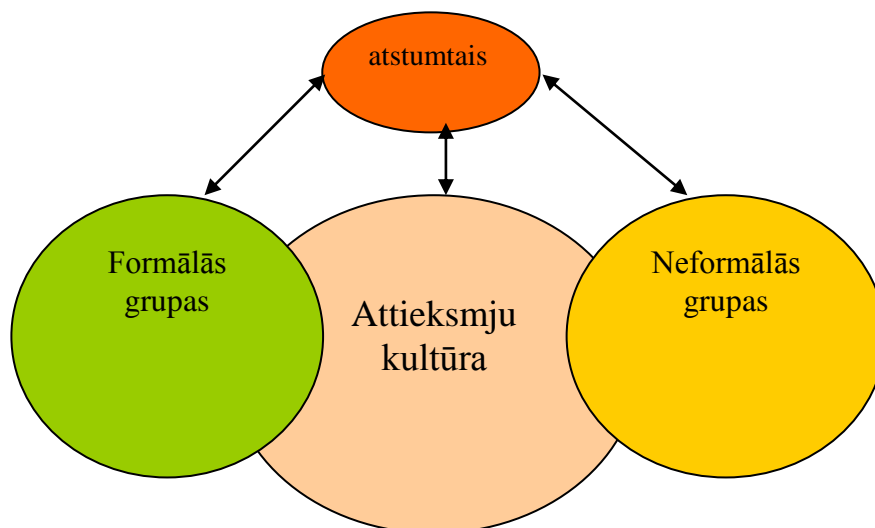 atstumtais
Formālās
grupas
Attieksmju
kultūra
Neformālās
grupas